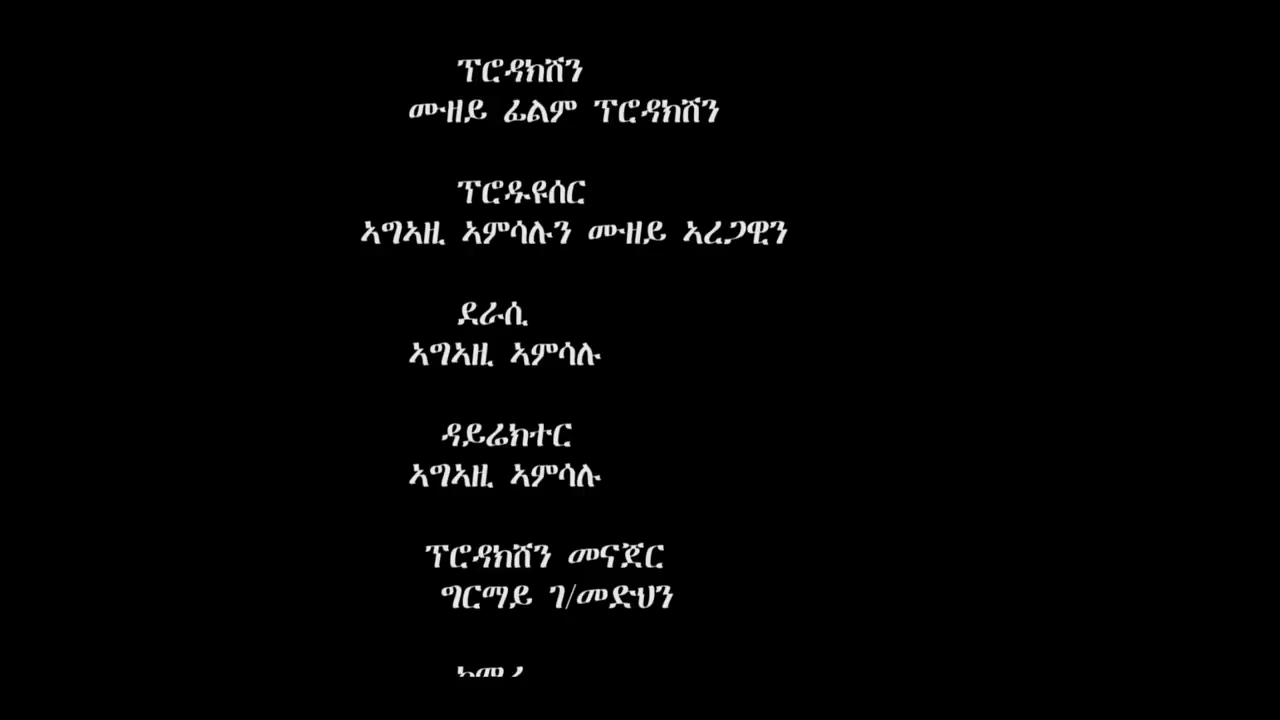 ፕሮዳክሽን
ሙዘይ ፊልም ፕሮዳክሽን
ፕሮዱዩሰር
ኣግኣዚ ኣምሳሉን ሙዘይ ኣረጋዊን
ደራሲ
ኣግኣዚ ኣምሳሉ
ዳይሬክተር
ኣግኣዚ ኣምሳሉ
ፕሮዳክሽን መናጀር
ግርማይ ገ/መድህን